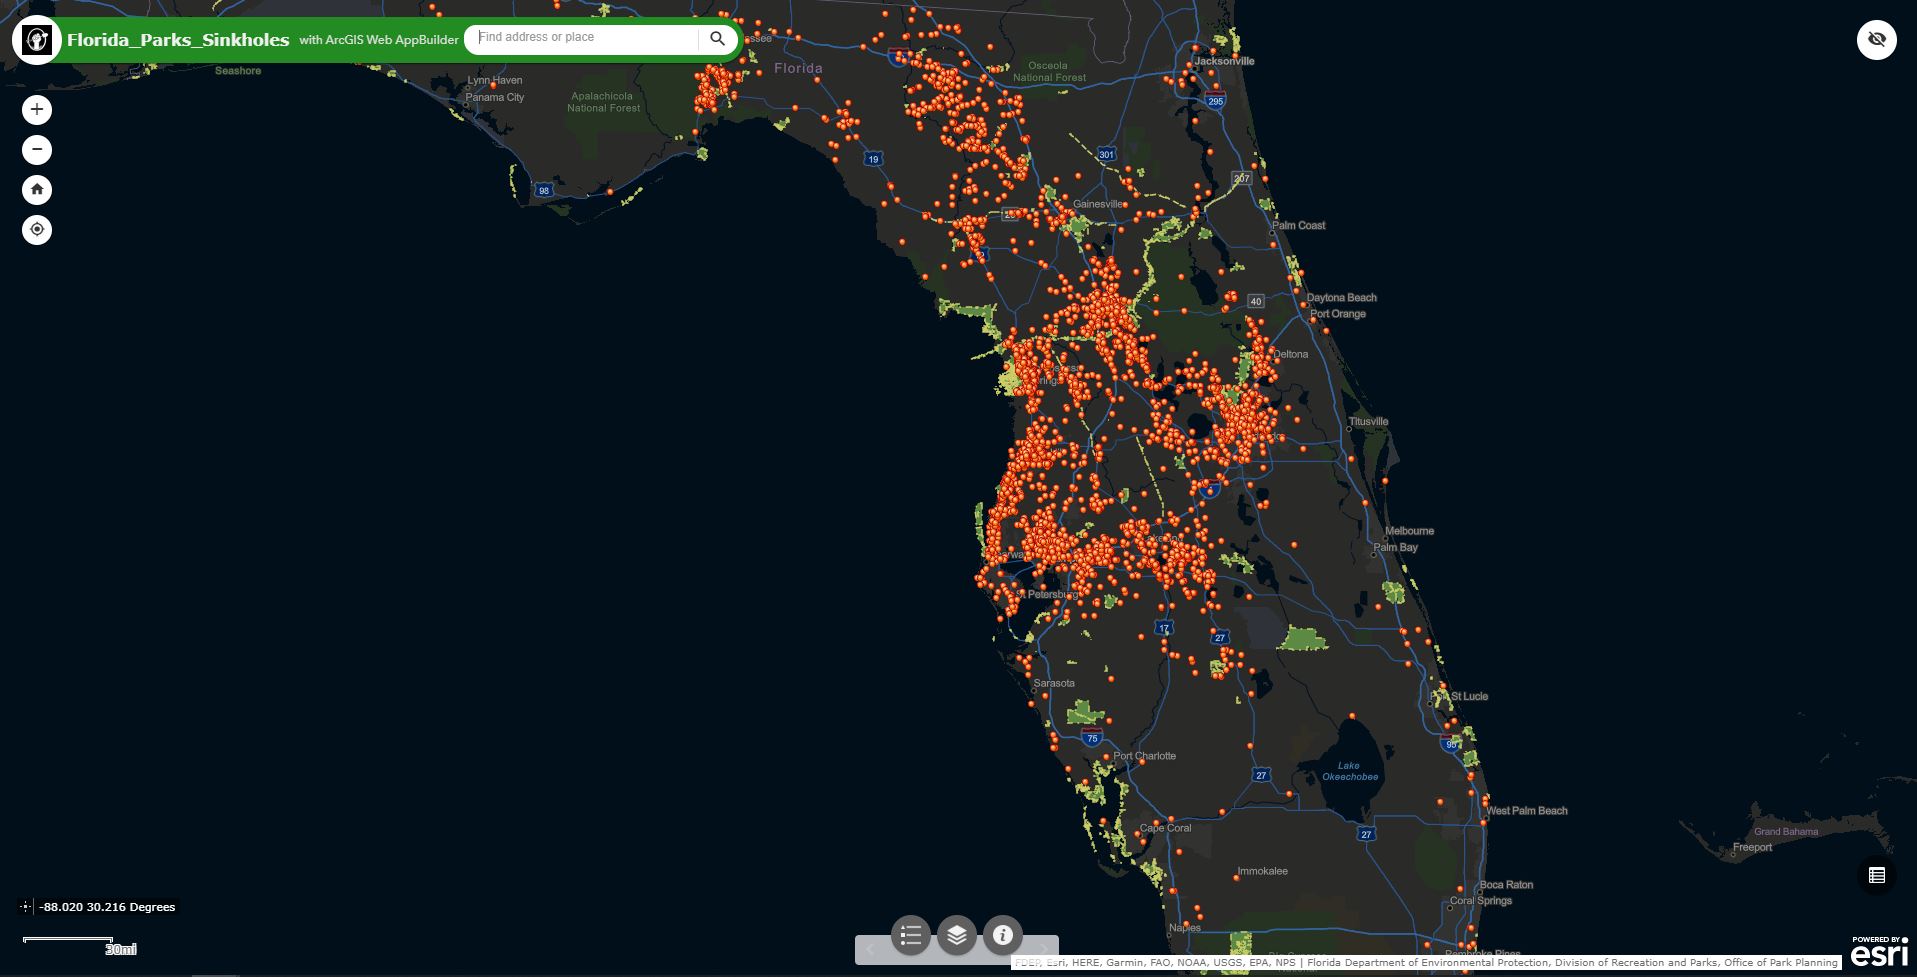 Florida_Parks_Sinkholes with ArcGIS Web AppBuilder
Find address or place
Seashore
Lynn Haven
Panama City
Apalachicola
National Forest
Florida
Osceola
National Forest
Jacksonville
295
301
19
98
207
Gainesville
Palm Coast
40
Daytona Beach
Port Orange
Deltona
Titusville
Melbourne
Palm Bay
St Petersburg
17
27
Sarasota
St Lucie
75
95
Port Charlotte
Lake
Okeechobee
27
West Palm Beach
27
Cape Coral
Grand Bahama
Freeport
Immokalee
Boca Raton
Coral Springs
Naples
Pembroke Pines
-88.020 30.216 Degrees
30mi
FDEP, Esri, HERE, Garmin, FAO, NOAA, USGS, EPA, NPS | Florida Department of Environmental Protection, Division of Recreation and Parks, Office of Park Planning
POWERED BY
esri